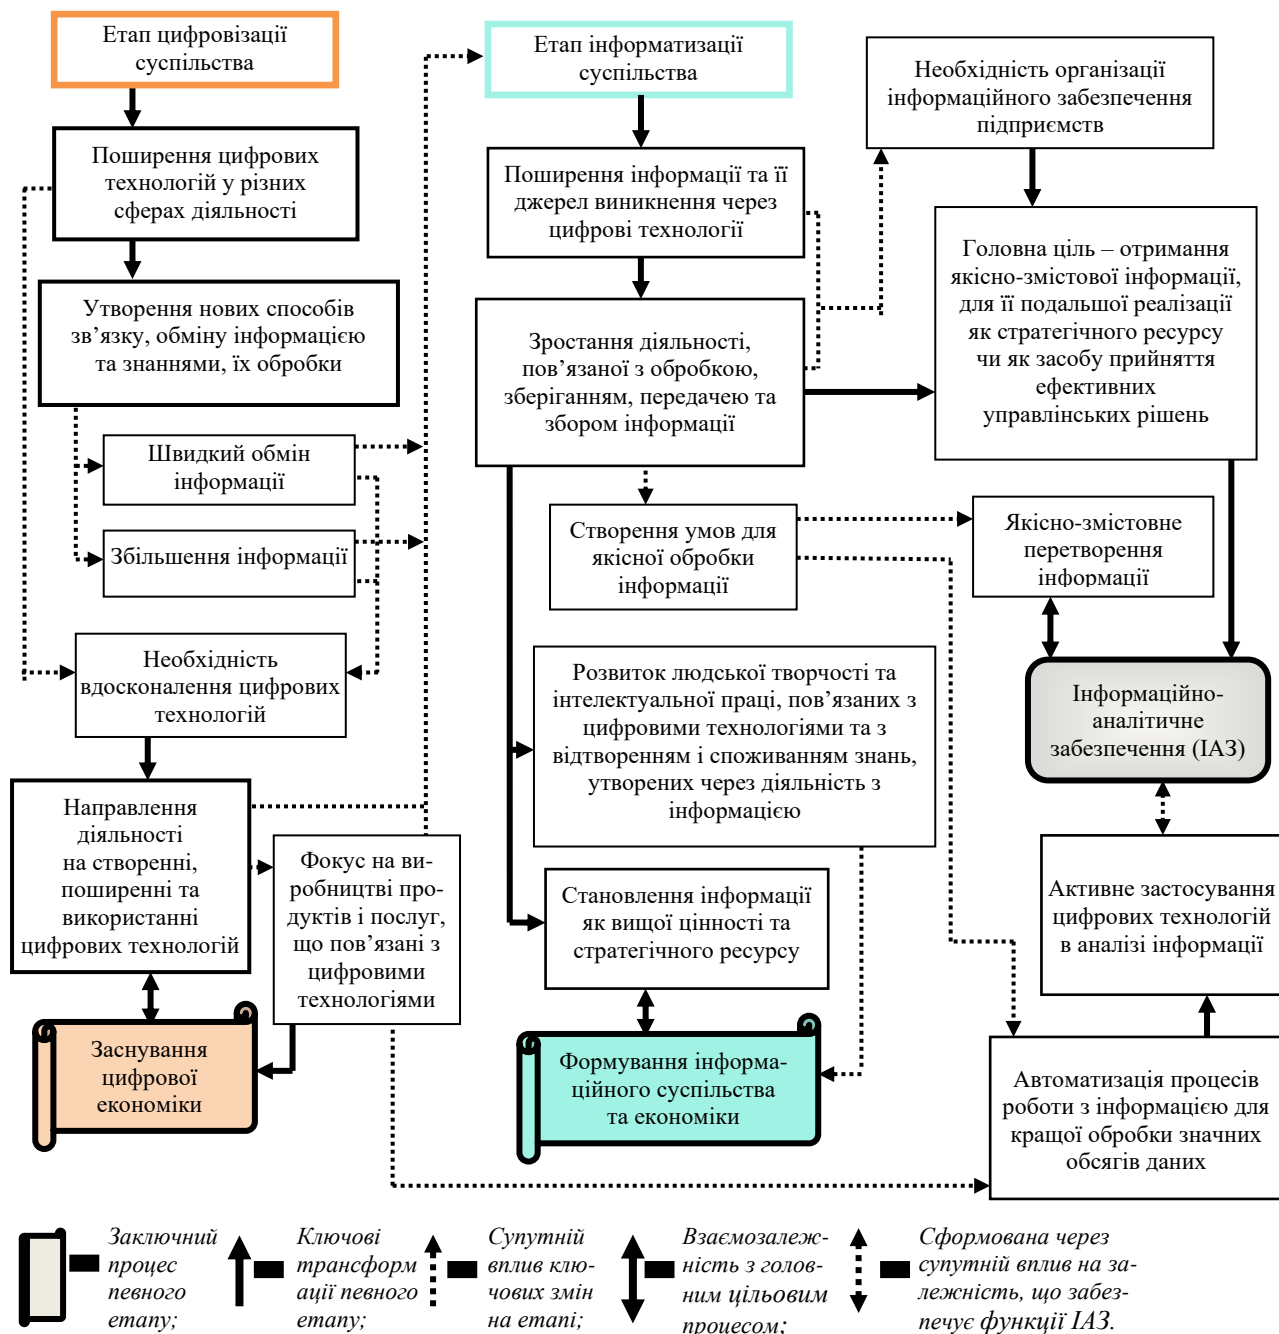 Етап цифровізації
суспільства
Поширення цифрових
технологій у різних
сферах діяльності
Утворення нових способів
зв’язку, обміну інформацією
та знаннями, їх обробки
Швидкий обмін
інформації
Збільшення інформації
Необхідність
вдосконалення цифрових
технологій
Направлення
діяльності
на створенні,
поширенні та
використанні
цифрових технологій
Фокус на ви-
робництві про-
дуктів і послуг,
що пов’язані з
цифровими
технологіями
Заснування
цифрової
економіки
Етап інформатизації
суспільства
Поширення інформації та її
джерел виникнення через
цифрові технології
Зростання діяльності,
пов’язаної з обробкою,
зберіганням, передачею та
збором інформації
Створення умов для
якісної обробки
інформації
Розвиток людської творчості та
інтелектуальної праці, пов’язаних з
цифровими технологіями та з
відтворенням і споживанням знань,
утворених через діяльність з
інформацією
Становлення інформації
як вищої цінності та
стратегічного ресурсу
Формування інформа-
ційного суспільства
та економіки
Необхідність організації
інформаційного забезпечення
підприємств
Головна ціль – отримання
якісно-змістової інформації,
для її подальшої реалізації
як стратегічного ресурсу
чи як засобу прийняття
ефективних
управлінських рішень
Якісно-змістовне
перетворення
інформації
Інформаційно-
аналітичне
забезпечення (ІАЗ)
Активне застосування
цифрових технологій
в аналізі інформації
Автоматизація процесів
роботи з інформацією для
кращої обробки значних
обсягів даних
Заключний
процес
певного
етапу;
Ключові
трансформ
ації певного
етапу;
Супутній
вплив клю-
чових змін
на етапі;
Взаємозалеж-
ність з голов-
ним цільовим
процесом;
Сформована через
супутній вплив на за-
лежність, що забез-
печує функції ІАЗ.